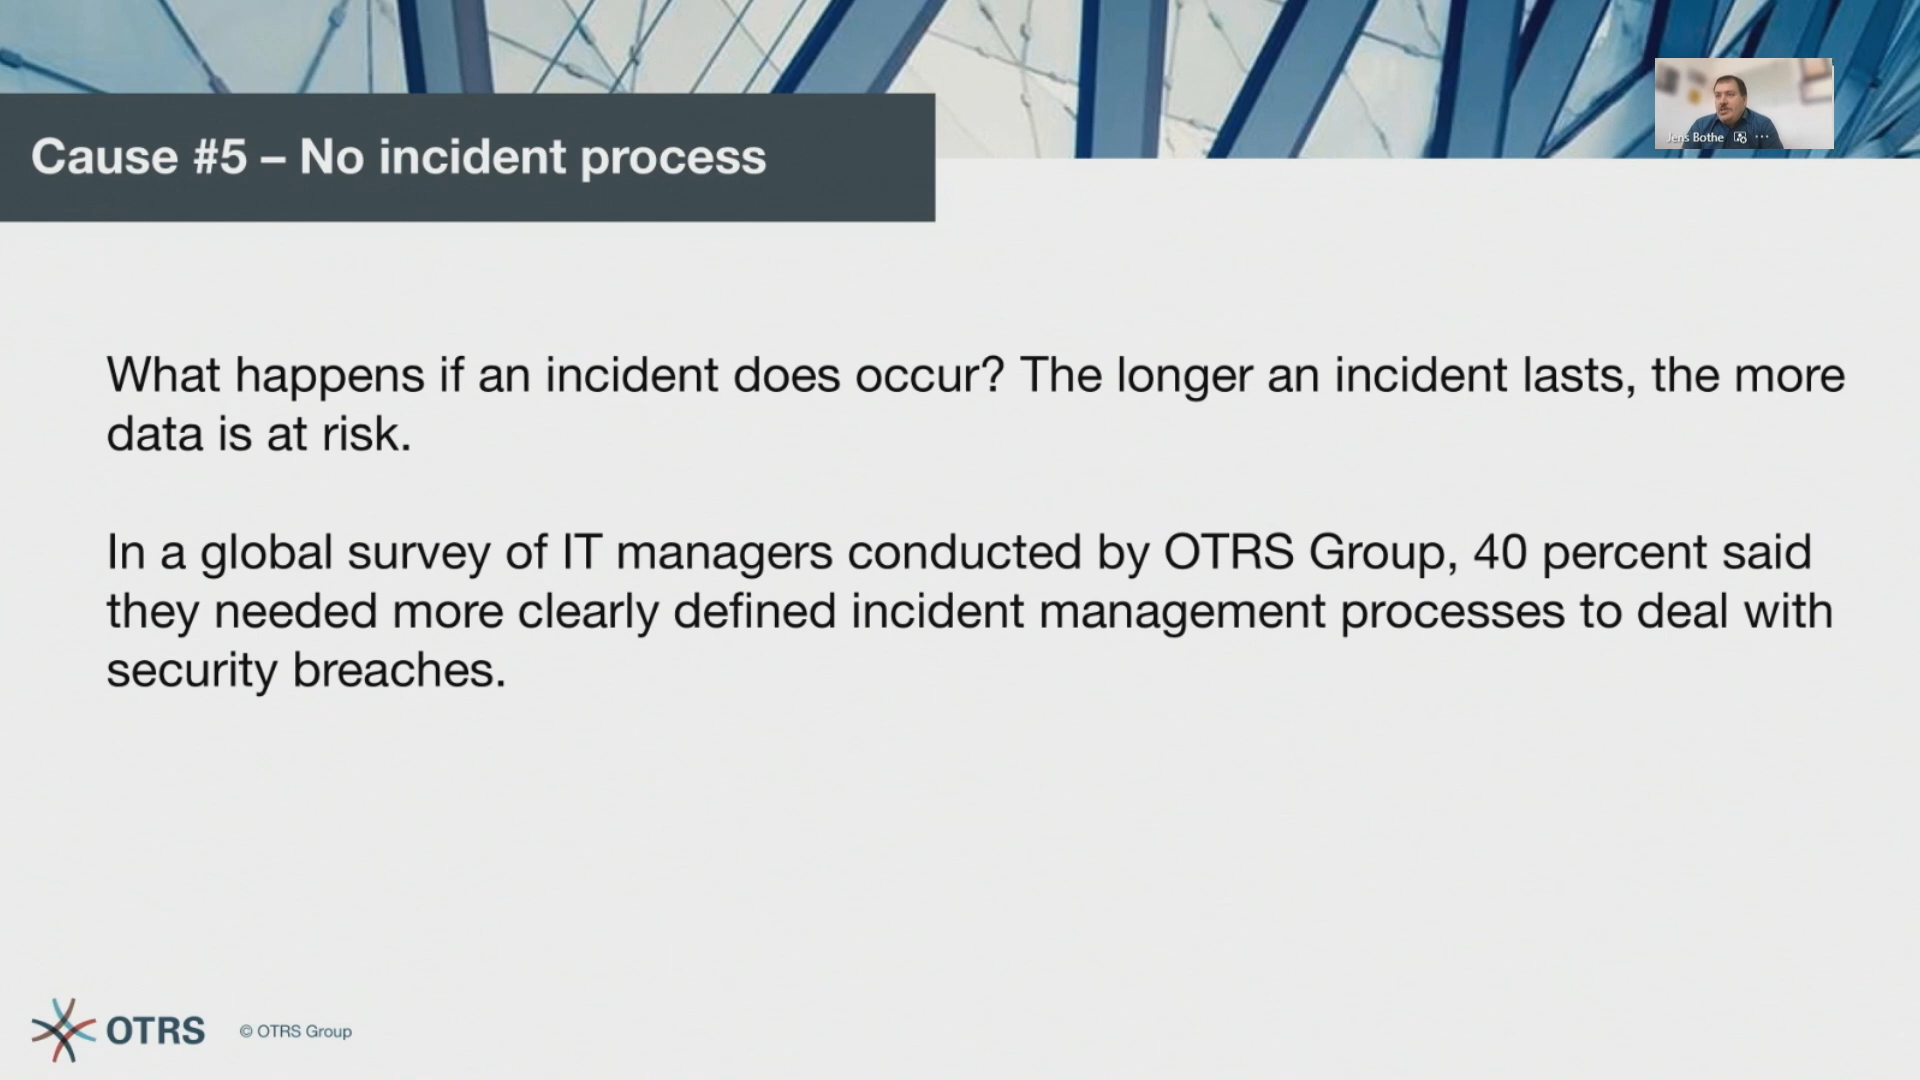 Jens Bothe
Cause #5 – No incident process
What happens if an incident does occur? The longer an incident lasts, the more
data is at risk.
In a global survey of IT managers conducted by OTRS Group, 40 percent said
they needed more clearly defined incident management processes to deal with
security breaches.
OTRS © OTRS Group